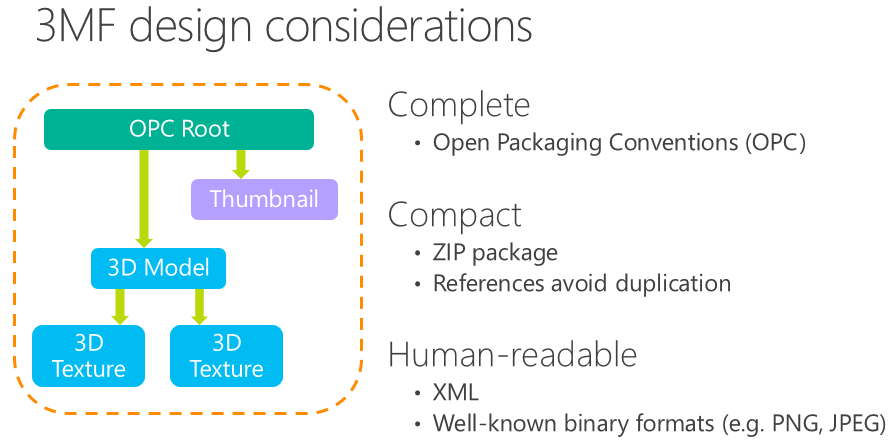 3MF design considerations
OPC Root
Thumbnail
3D Model
3D
Texture
3D
Texture
Complete
• Open Packaging Conventions (OPC)
Compact
• ZIP package
• References avoid duplication
Human-readable
• XML
• Well-known binary formats (e.g. PNG, JPEG)